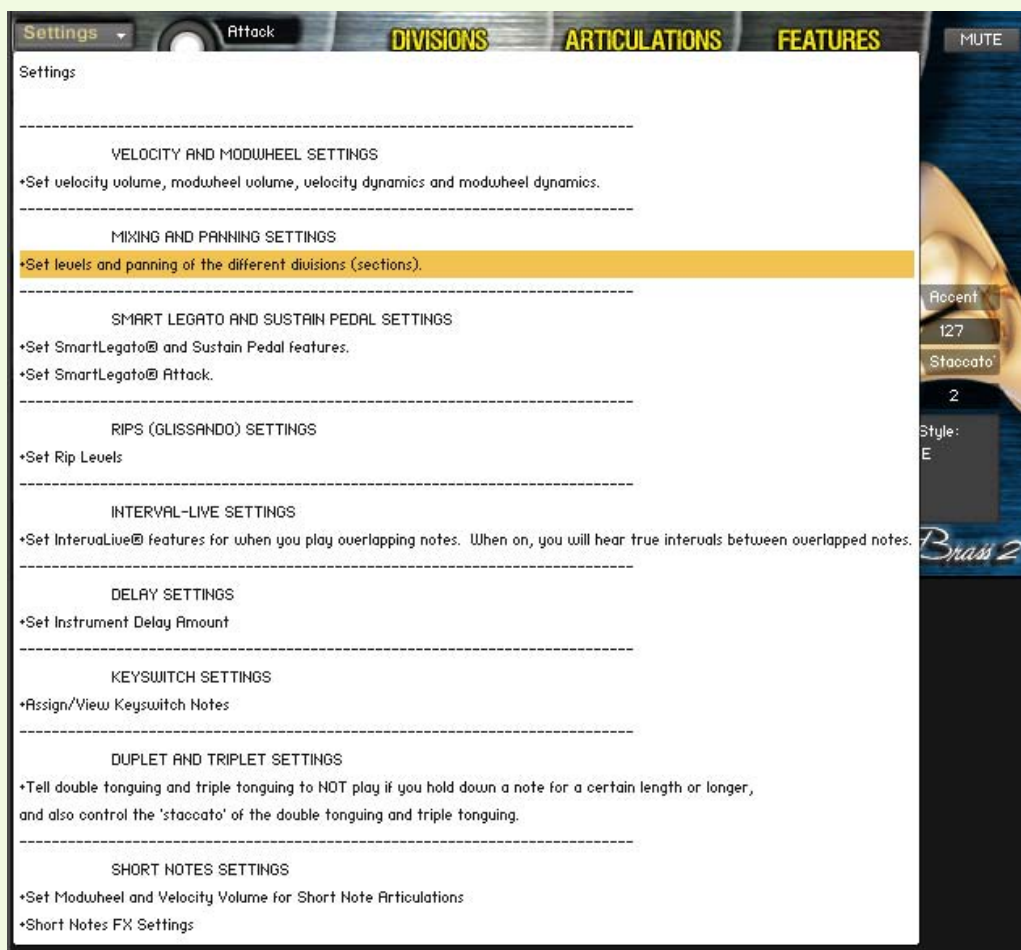 Settings
Attack
DIVISIONS
ARTICULATIONS
FEATURES
MUTE
Settings
--------------------------------------------------------------------------
VELOCITY AND MODWHEEL SETTINGS
•Set velocity volume, modwheel volume, velocity dynamics and modwheel dynamics.
--------------------------------------------------------------------------
MIXING AND PANNING SETTINGS
•Set levels and panning of the different divisions (sections).
--------------------------------------------------------------------------
SMART LEGATO AND SUSTAIN PEDAL SETTINGS
•Set SmartLegato® and Sustain Pedal features.
•Set SmartLegato® Attack.
--------------------------------------------------------------------------
RIPS (GLISSANDO) SETTINGS
•Set Rip Levels
--------------------------------------------------------------------------
INTERVAL-LIVE SETTINGS
•Set IntervaLive® features for when you play overlapping notes. When on, you will hear true intervals between overlapped notes.
--------------------------------------------------------------------------
DELAY SETTINGS
•Set Instrument Delay Amount
--------------------------------------------------------------------------
KEYSWITCH SETTINGS
•Assign/View Keyswitch Notes
--------------------------------------------------------------------------
DUPLET AND TRIPLET SETTINGS
•Tell double tonguing and triple tonguing to NOT play if you hold down a note for a certain length or longer,
and also control the 'staccato' of the double tonguing and triple tonguing.
--------------------------------------------------------------------------
SHORT NOTES SETTINGS
•Set Modwheel and Velocity Volume for Short Note Articulations
•Short Notes FX Settings
Accent
127
Staccato'
2
Style:
E
Brass 2